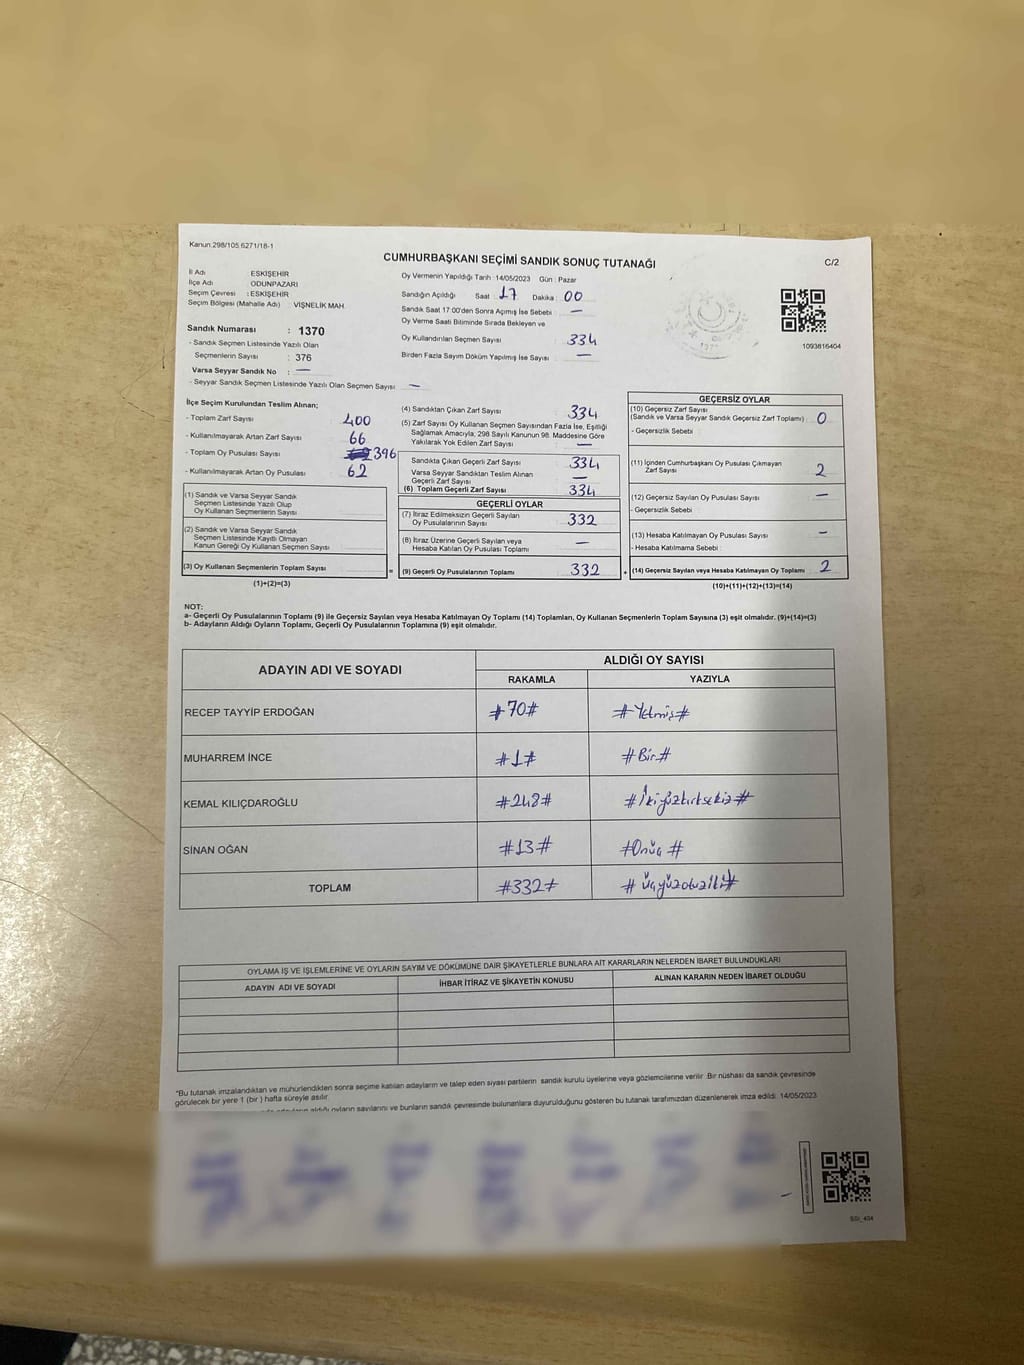 Kanun:298/105.6271/18-1
CUMHURBAŞKANI SEÇİMİ SANDIK SONUÇ TUTANAĞI
C/2
İl Adı : ESKİŞEHİR
İlçe Adı : ODUNPAZARI
Seçim Çevresi : ESKİŞEHİR
Seçim Bölgesi (Mahalle Adı) : VİŞNELİK MAH.
Sandık Numarası : 1370
- Sandık Seçmen Listesinde Yazılı Olan
Seçmenlerin Sayısı : 376
Varsa Seyyar Sandık No : —
- Seyyar Sandık Seçmen Listesinde Yazılı Olan Seçmen Sayısı : —
Oy Vermenin Yapıldığı Tarih : 14/05/2023 Gün : Pazar
Sandığın Açıldığı Saat : 17 Dakika : 00
Sandık Saat 17.00'den Sonra Açımış İse Sebebi : —
Oy Verme Saati Bitiminde Sırada Bekleyen ve
Oy Kullandırılan Seçmen Sayısı : 334
Birden Fazla Sayım Döküm Yapılmış İse Sayısı : —
1093816404
İlçe Seçim Kurulundan Teslim Alınan;
- Toplam Zarf Sayısı 400
- Kullanılmayarak Artan Zarf Sayısı 66
- Toplam Oy Pusulası Sayısı 396
- Kullanılmayarak Artan Oy Pusulası 62
(1) Sandık ve Varsa Seyyar Sandık
Seçmen Listesinde Yazılı Olup
Oy Kullanan Seçmenlerin Sayısı
(2) Sandık ve Varsa Seyyar Sandık
Seçmen Listesinde Kayıtlı Olmayan
Kanun Gereği Oy Kullanan Seçmen Sayısı
(3) Oy Kullanan Seçmenlerin Toplam Sayısı =
(1)+(2)=(3)
(4) Sandıktan Çıkan Zarf Sayısı 334
(5) Zarf Sayısı Oy Kullanan Seçmen Sayısından Fazla İse, Eşitliği
Sağlamak Amacıyla, 298 Sayılı Kanunun 98. Maddesine Göre
Yakılarak Yok Edilen Zarf Sayısı : —
Sandıkta Çıkan Geçerli Zarf Sayısı 334
Varsa Seyyar Sandıktan Teslim Alınan
Geçerli Zarf Sayısı —
(6) Toplam Geçerli Zarf Sayısı 334
GEÇERLİ OYLAR
(7) İtiraz Edilmeksizin Geçerli Sayılan
Oy Pusulalarının Sayısı 332
(8) İtiraz Üzerine Geçerli Sayılan veya
Hesaba Katılan Oy Pusulası Toplamı —
(9) Geçerli Oy Pusulalarının Toplamı 332 +
GEÇERSİZ OYLAR
(10) Geçersiz Zarf Sayısı
(Sandık ve Varsa Seyyar Sandık Geçersiz Zarf Toplamı) : 0
- Geçersizlik Sebebi :
(11) İçinden Cumhurbaşkanı Oy Pusulası Çıkmayan
Zarf Sayısı 2
(12) Geçersiz Sayılan Oy Pusulası Sayısı —
- Geçersizlik Sebebi
(13) Hesaba Katılmayan Oy Pusulası Sayısı —
- Hesaba Katılmama Sebebi :
(14) Geçersiz Sayılan veya Hesaba Katılmayan Oy Toplamı 2
(10)+(11)+(12)+(13)=(14)
NOT:
a- Geçerli Oy Pusulalarının Toplamı (9) ile Geçersiz Sayılan veya Hesaba Katılmayan Oy Toplamı (14) Toplamları, Oy Kullanan Seçmenlerin Toplam Sayısına (3) eşit olmalıdır. (9)+(14)=(3)
b- Adayların Aldığı Oyların Toplamı, Geçerli Oy Pusulalarının Toplamına (9) eşit olmalıdır.
ADAYIN ADI VE SOYADI
ALDIĞI OY SAYISI
RAKAMLA YAZIYLA
RECEP TAYYİP ERDOĞAN #70# #Yetmiş#
MUHARREM İNCE #1# #Bir#
KEMAL KILIÇDAROĞLU #248# #İkiyüzkırksekiz#
SİNAN OĞAN #13# #Onüç#
TOPLAM #332# #Üçyüzotuziki#
OYLAMA İŞ VE İŞLEMLERİNE VE OYLARIN SAYIM VE DÖKÜMÜNE DAİR ŞİKAYETLERLE BUNLARA AİT KARARLARIN NELERDEN İBARET BULUNDUKLARI
ADAYIN ADI VE SOYADI İHBAR İTİRAZ VE ŞİKAYETİN KONUSU ALINAN KARARIN NEDEN İBARET OLDUĞU
"Bu tutanak imzalandıktan ve mühürlendikten sonra seçime katılan adayların ve talep eden siyasi partilerin sandık kurulu üyelerine veya gözlemcilerine verilir. Bir nüshası da sandık çevresinde
görülecek bir yere 1 (bir ) hafta süreyle asılır.
adayların aldığı oyların sayılarını ve bunların sandık çevresinde bulunanlara duyurulduğunu gösteren bu tutanak tarafımızdan düzenlenerek imza edildi. 14/05/2023